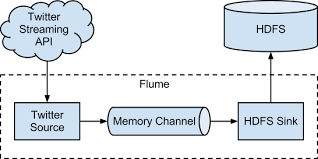 Twitter
Streaming
API
HDFS
Flume
Twitter
Source
Memory Channel
HDFS Sink